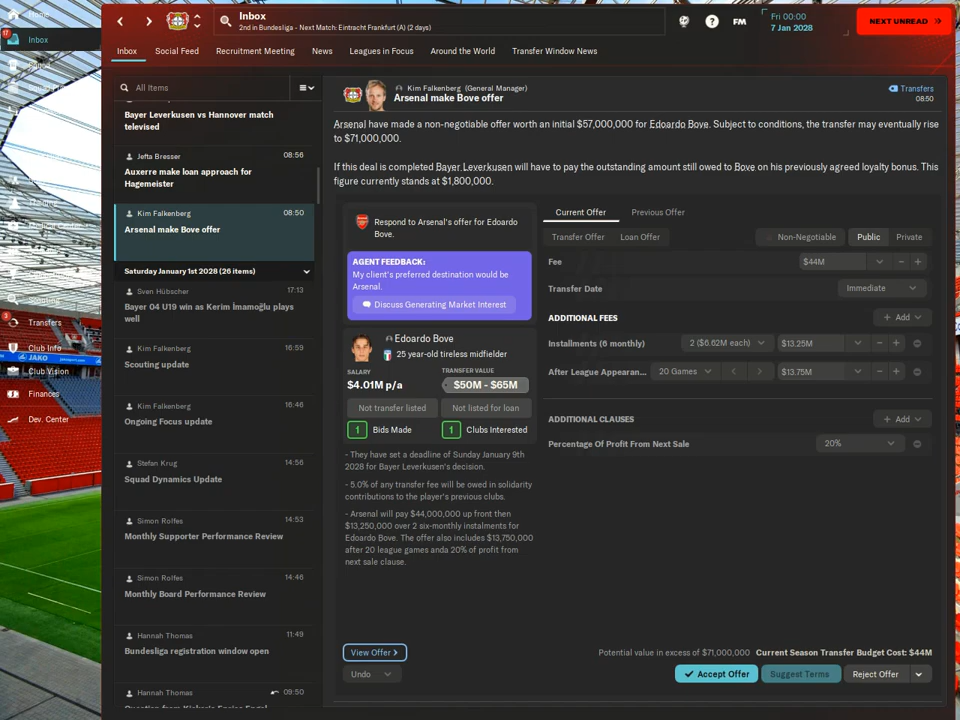 Inbox
2nd in Bundesliga - Next Match: Eintracht Frankfurt (A) (2 days)
?
FM
Fri 00:00
7 Jan 2028
NEXT UNREAD
17
Inbox
3
Transfers
Club Info
Club Vision
Finances
Dev. Center
JAKO
Inbox
Social Feed
Recruitment Meeting
News
Leagues in Focus
Around the World
Transfer Window News
All Items
Bayer Leverkusen vs Hannover match
televised
Jefta Bresser
08:56
Auxerre make loan approach for
Hagemeister
Kim Falkenberg
08:50
Arsenal make Bove offer
Saturday January 1st 2028 (26 items)
Sven Hübscher
17:13
Bayer 04 U19 win as Kerim İmamoğlu plays
well
Kim Falkenberg
16:59
Scouting update
Kim Falkenberg
16:46
Ongoing Focus update
Stefan Krug
14:56
Squad Dynamics Update
Simon Rolfes
14:53
Monthly Supporter Performance Review
Simon Rolfes
14:46
Monthly Board Performance Review
Hannah Thomas
11:49
Bundesliga registration window open
Hannah Thomas
09:50
Kim Falkenberg (General Manager)
Arsenal make Bove offer
Transfers
08:50
Arsenal have made a non-negotiable offer worth an initial $57,000,000 for Edoardo Bove. Subject to conditions, the transfer may eventually rise
to $71,000,000.
If this deal is completed Bayer Leverkusen will have to pay the outstanding amount still owed to Bove on his previously agreed loyalty bonus. This
figure currently stands at $1,800,000.
Respond to Arsenal's offer for Edoardo
Bove.
AGENT FEEDBACK:
My client's preferred destination would be
Arsenal.
Discuss Generating Market Interest
Edoardo Bove
25 year-old tireless midfielder
SALARY
$4.01M p/a
TRANSFER VALUE
$50M - $65M
Not transfer listed
Not listed for loan
1 Bids Made
1 Clubs Interested
- They have set a deadline of Sunday January 9th
2028 for Bayer Leverkusen's decision.
- 5.0% of any transfer fee will be owed in solidarity
contributions to the player's previous clubs.
- Arsenal will pay $44,000,000 up front then
$13,250,000 over 2 six-monthly instalments for
Edoardo Bove. The offer also includes $13,750,000
after 20 league games anda 20% of profit from
next sale clause.
Current Offer
Previous Offer
Transfer Offer
Loan Offer
Non-Negotiable
Public
Private
Fee
$44M
Transfer Date
Immediate
ADDITIONAL FEES
+ Add
Installments (6 monthly)
2 ($6.62M each)
$13.25M
After League Appearan...
20 Games
$13.75M
ADDITIONAL CLAUSES
+ Add
Percentage Of Profit From Next Sale
20%
View Offer
Potential value in excess of $71,000,000 Current Season Transfer Budget Cost: $44M
Undo
Accept Offer
Suggest Terms
Reject Offer